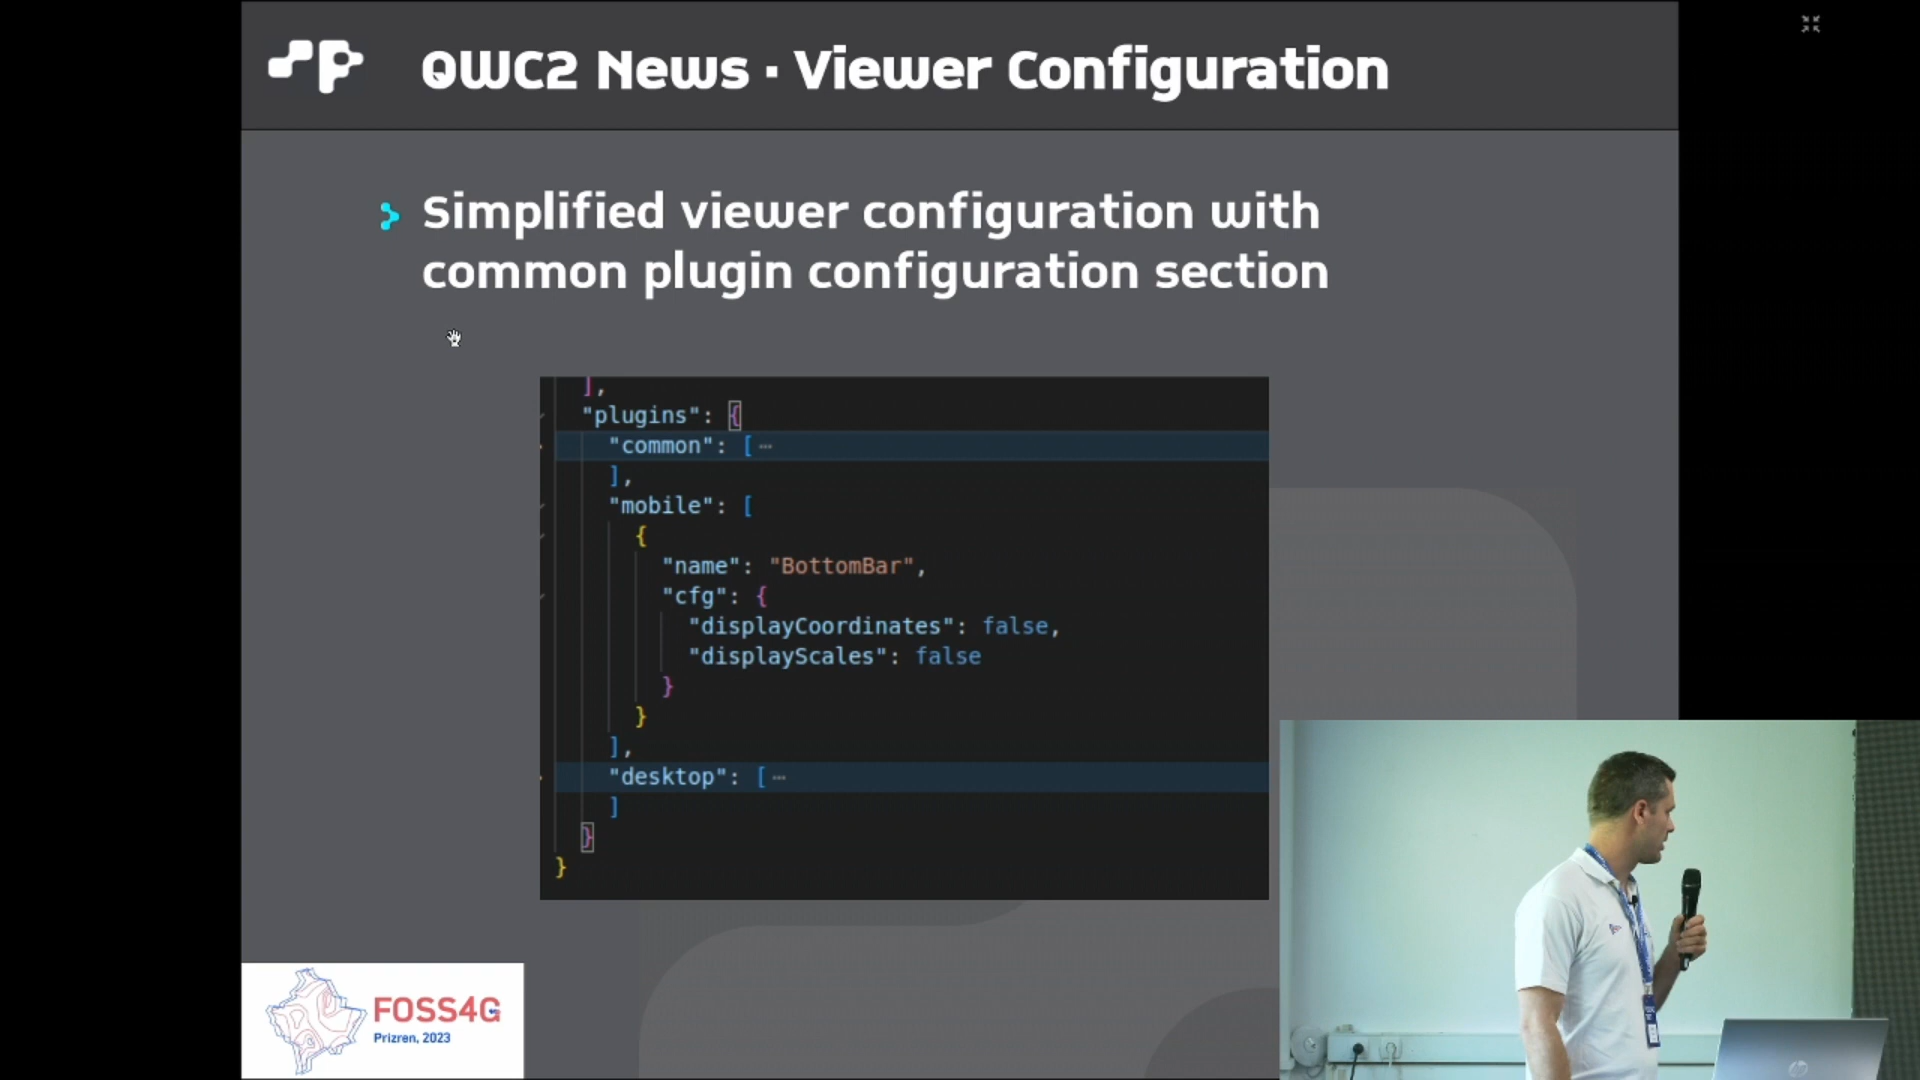 QWC2 News · Viewer Configuration
Simplified viewer configuration with
common plugin configuration section
],
"plugins": {
"common": [ ⋯
],
"mobile": [
{
"name": "BottomBar",
"cfg": {
"displayCoordinates": false,
"displayScales": false
}
}
],
"desktop": [ ⋯
]
}
}
FOSS4G
Prizren, 2023